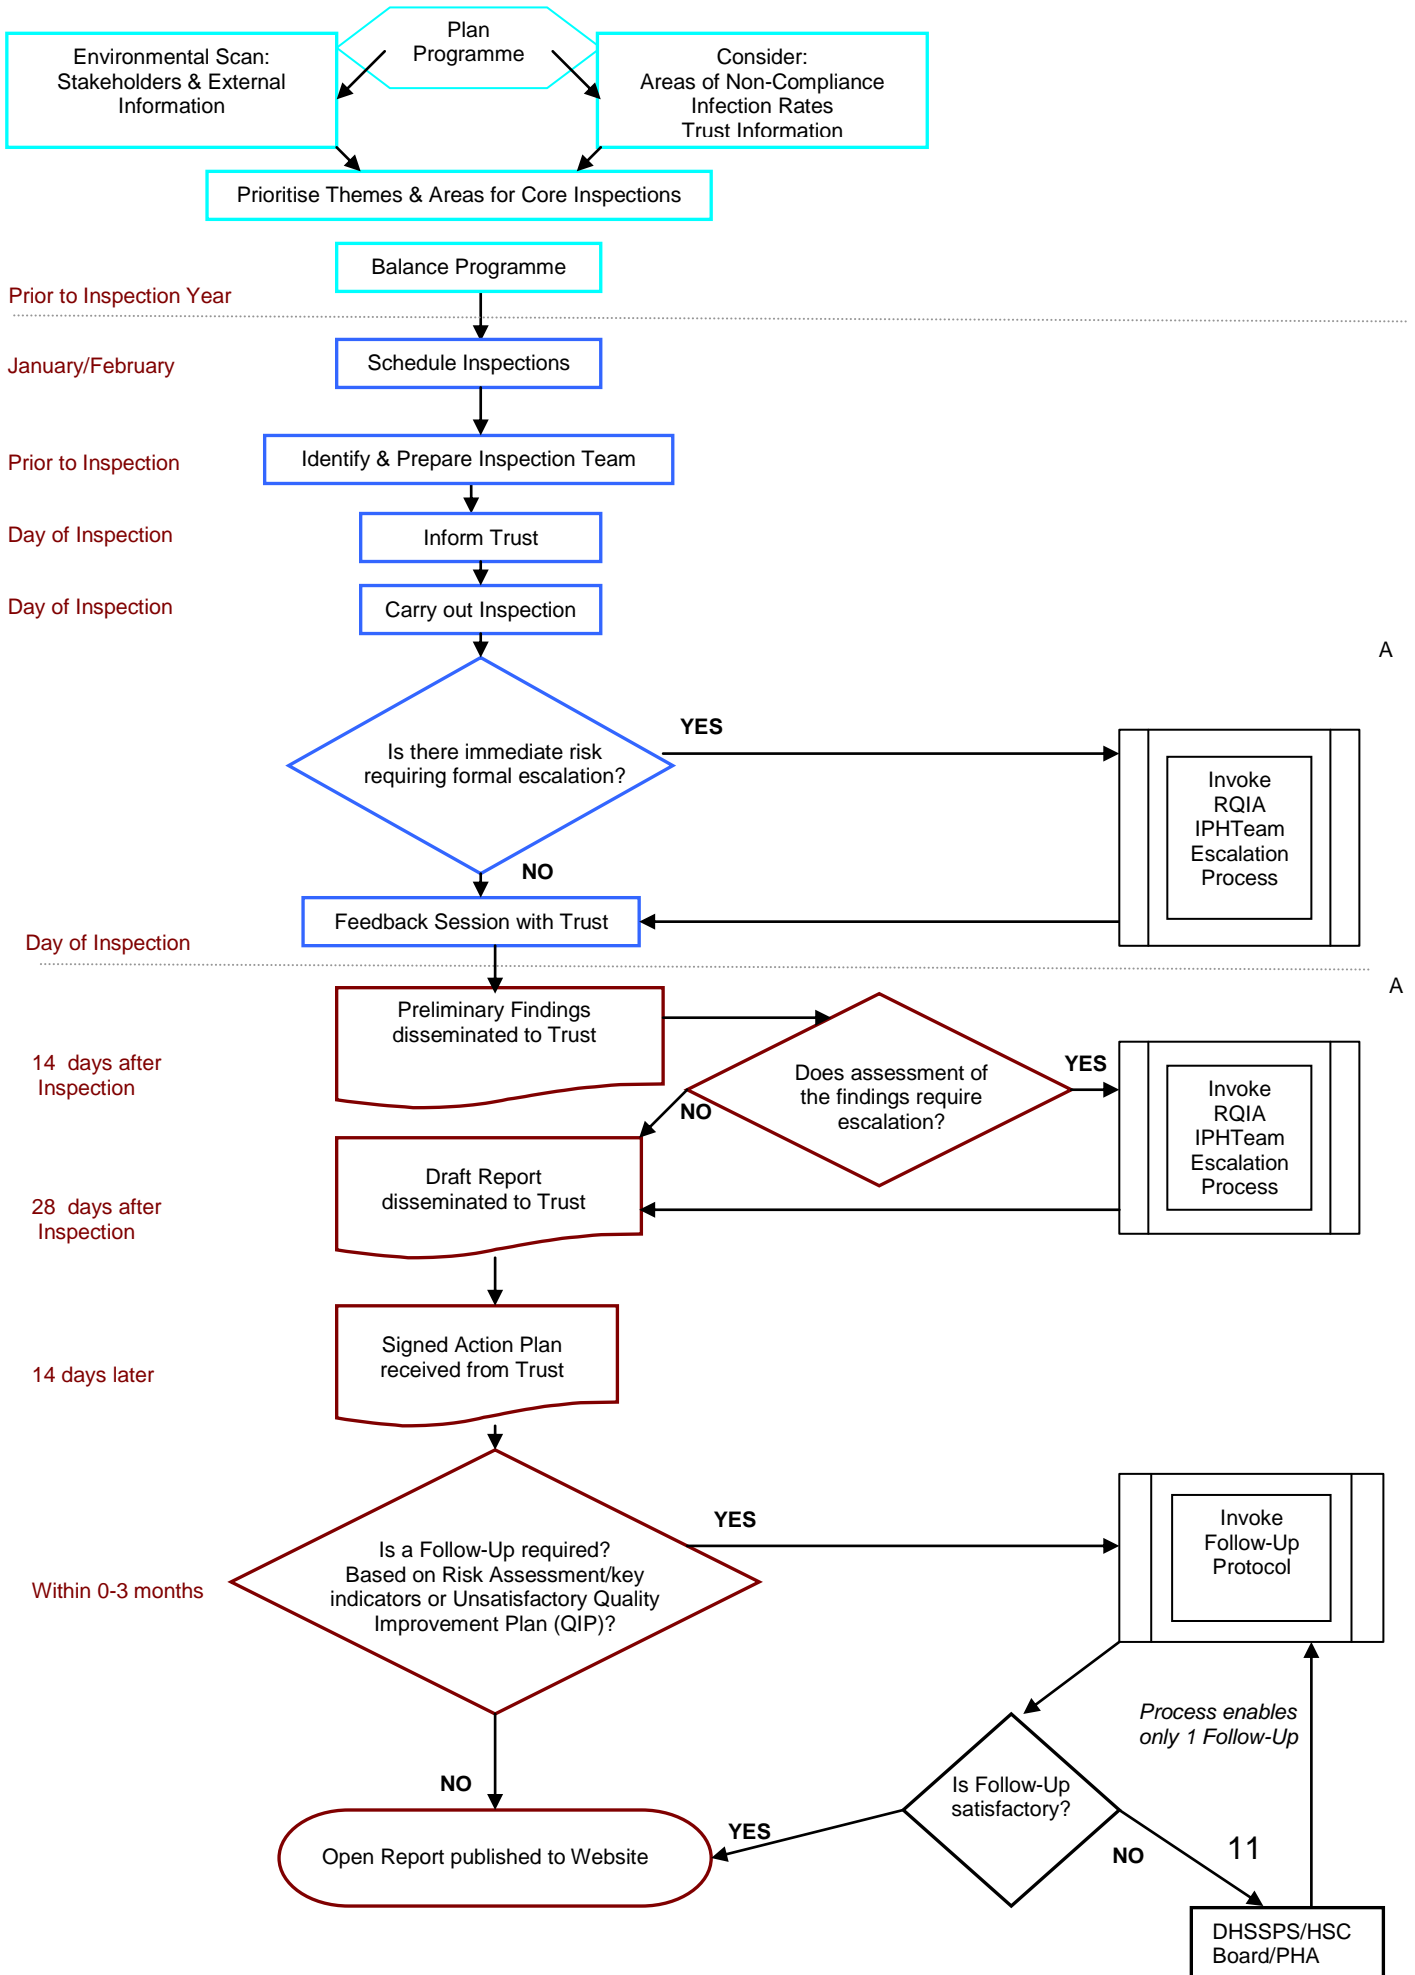 Plan
Programme
Environmental Scan:
Stakeholders & External
Information
Consider:
Areas of Non-Compliance
Infection Rates
Trust Information
Prioritise Themes & Areas for Core Inspections
Balance Programme
Prior to Inspection Year
January/February
Schedule Inspections
Prior to Inspection
Identify & Prepare Inspection Team
Day of Inspection
Inform Trust
Day of Inspection
Carry out Inspection
A
Is there immediate risk
requiring formal escalation?
YES
NO
Invoke
RQIA
IPHTeam
Escalation
Process
Feedback Session with Trust
Day of Inspection
A
Preliminary Findings
disseminated to Trust
14  days after
Inspection
Does assessment of
the findings require
escalation?
YES
NO
Invoke
RQIA
IPHTeam
Escalation
Process
Draft Report
disseminated to Trust
28  days after
Inspection
Signed Action Plan
received from Trust
14 days later
Is a Follow-Up required?
Based on Risk Assessment/key
indicators or Unsatisfactory Quality
Improvement Plan (QIP)?
Within 0-3 months
YES
NO
Invoke
Follow-Up
Protocol
Process enables
only 1 Follow-Up
Is Follow-Up
satisfactory?
YES
NO
11
Open Report published to Website
DHSSPS/HSC
Board/PHA